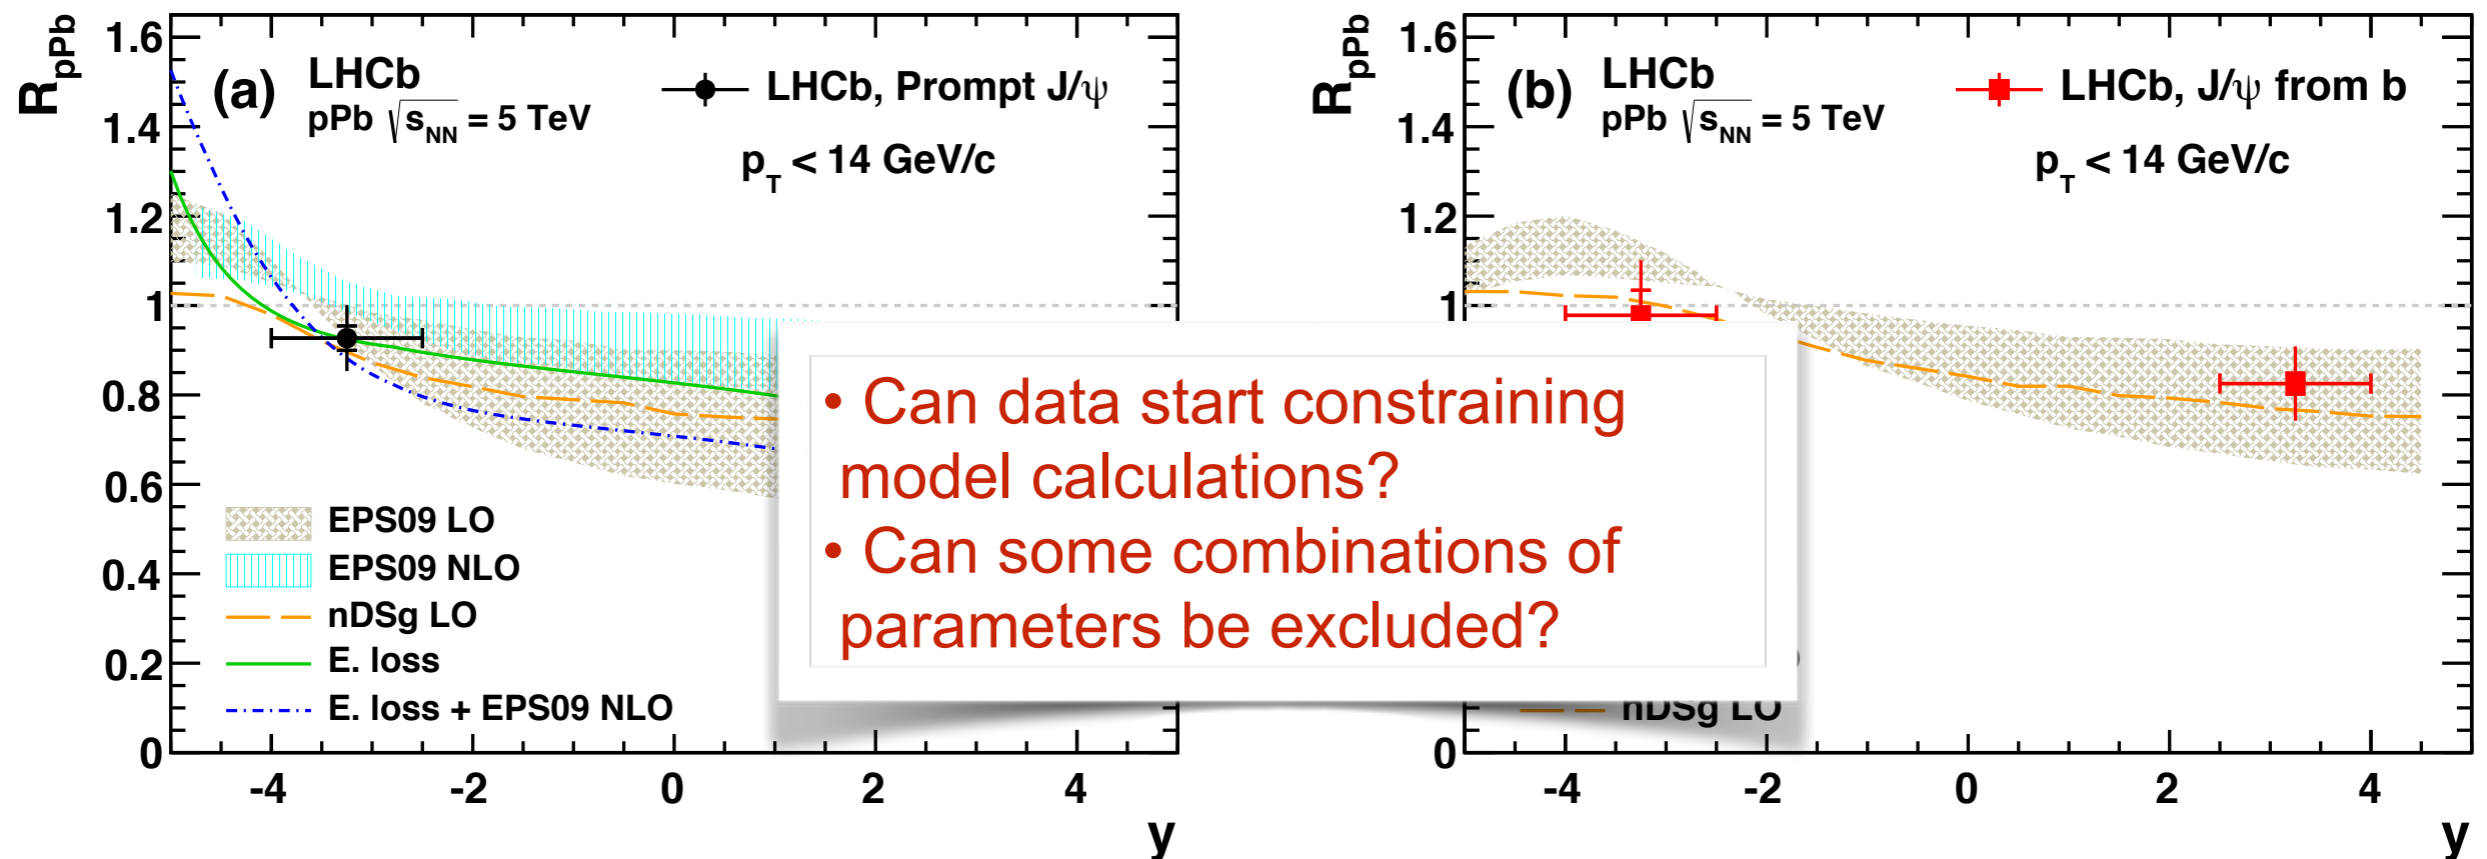 R_pPb
1.6
1.4
1.2
1
0.8
0.6
0.4
0.2
0
(a)
LHCb
pPb √s_NN = 5 TeV
LHCb, Prompt J/ψ
p_T < 14 GeV/c
EPS09 LO
EPS09 NLO
nDSg LO
E. loss
E. loss + EPS09 NLO
-4 -2 0 2 4
y
• Can data start constraining
model calculations?
• Can some combinations of
parameters be excluded?
R_pPb
1.6
1.4
1.2
1
0
(b)
LHCb
pPb √s_NN = 5 TeV
LHCb, J/ψ from b
p_T < 14 GeV/c
nDSg LO
-4 -2 0 2 4
y